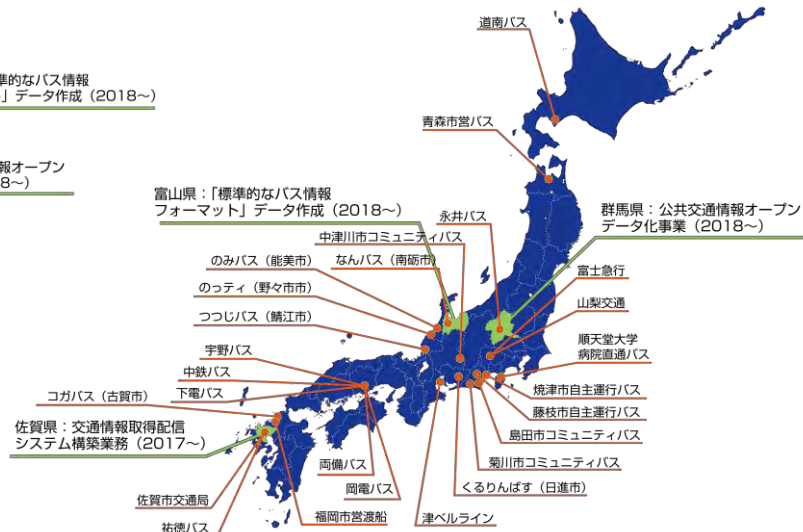 道南バス
準的なバス情報
」データ作成（2018～）
青森市営バス
報オープン
8～）
富山県：「標準的なバス情報
フォーマット」データ作成（2018～）
群馬県：公共交通情報オープン
データ化事業（2018～）
永井バス
中津川市コミュニティバス
のみバス（能美市）
なんバス（南砺市）
富士急行
のっティ（野々市市）
山梨交通
つつじバス（鯖江市）
順天堂大学
病院直通バス
宇野バス
中鉄バス
下電バス
コガバス（古賀市）
焼津市自主運行バス
藤枝市自主運行バス
佐賀県：交通情報取得配信
システム構築業務（2017～）
島田市コミュニティバス
両備バス
菊川市コミュニティバス
岡電バス
くるりんばす（日進市）
佐賀市交通局
福岡市営渡船
津ベルライン
祐徳バス